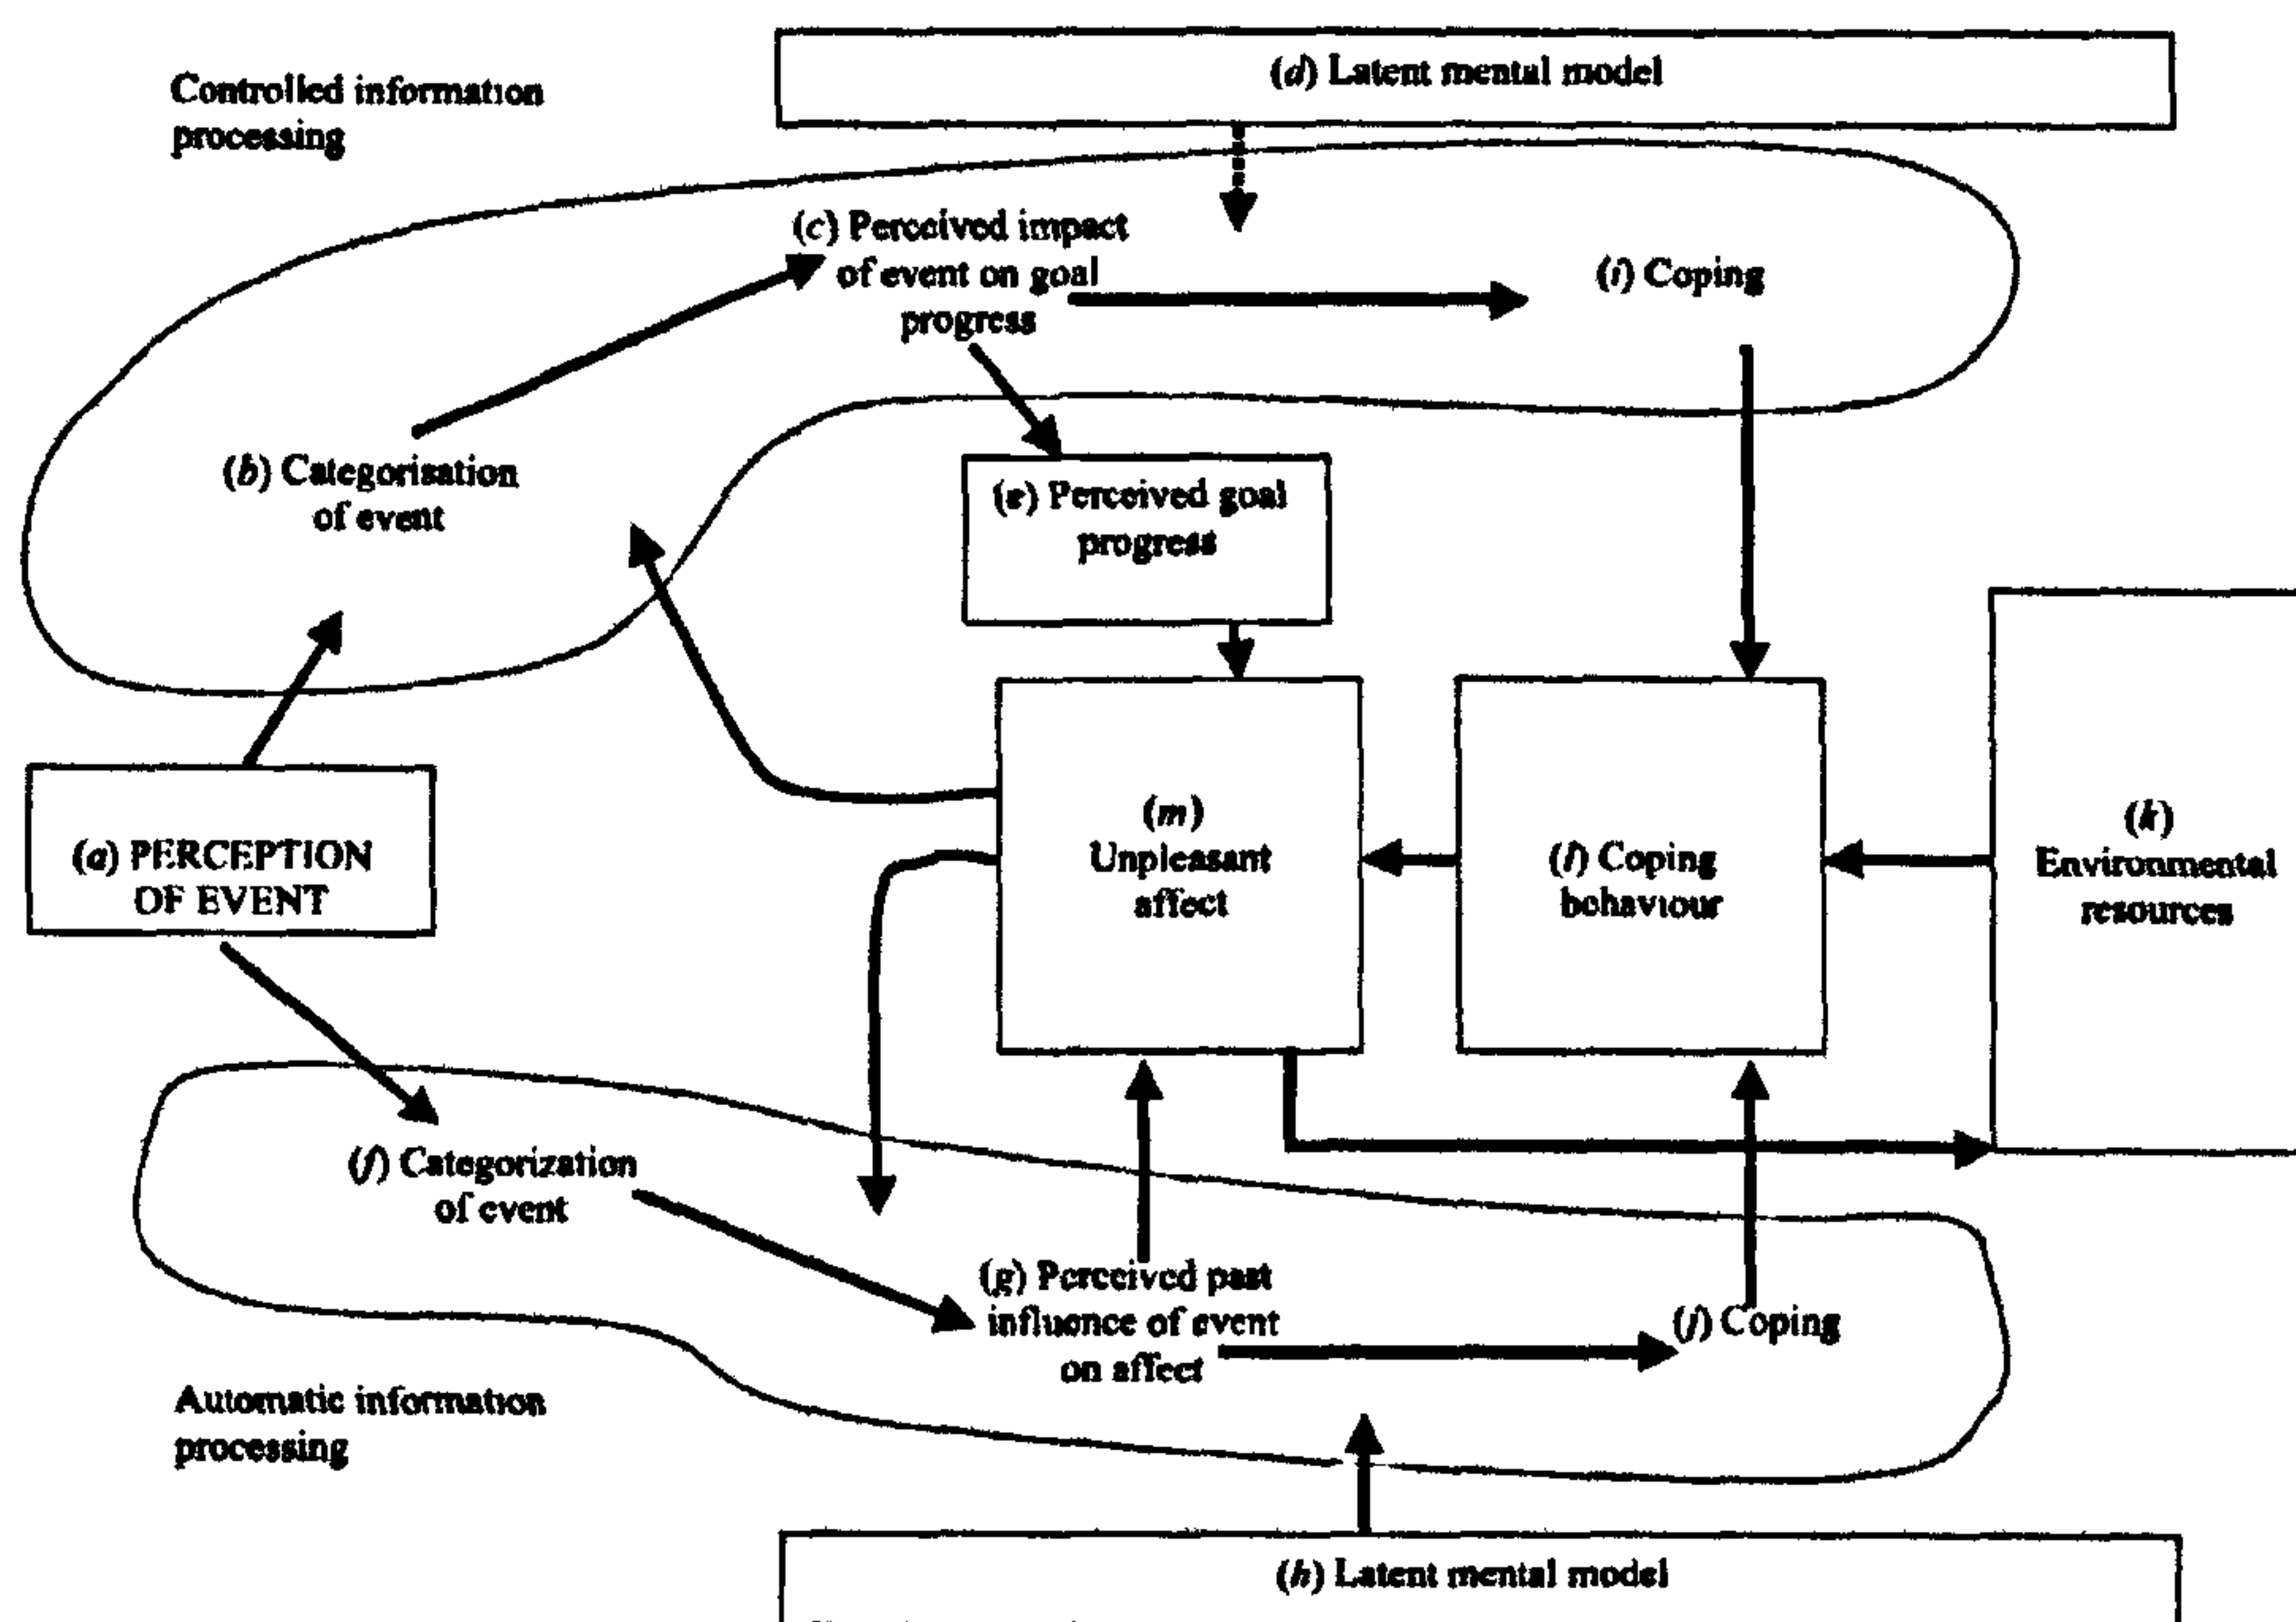 (d) Latent mental model
Controlled information
processing
(c) Perceived impact
of event on goal
progress
(i) Coping
(b) Categorisation
of event
(e) Perceived goal
progress
(a) PERCEPTION
OF EVENT
(m)
Unpleasant
affect
(l) Coping
behaviour
(k)
Environmental
resources
(f) Categorization
of event
(g) Perceived past
influence of event
on affect
(j) Coping
Automatic information
processing
(h) Latent mental model